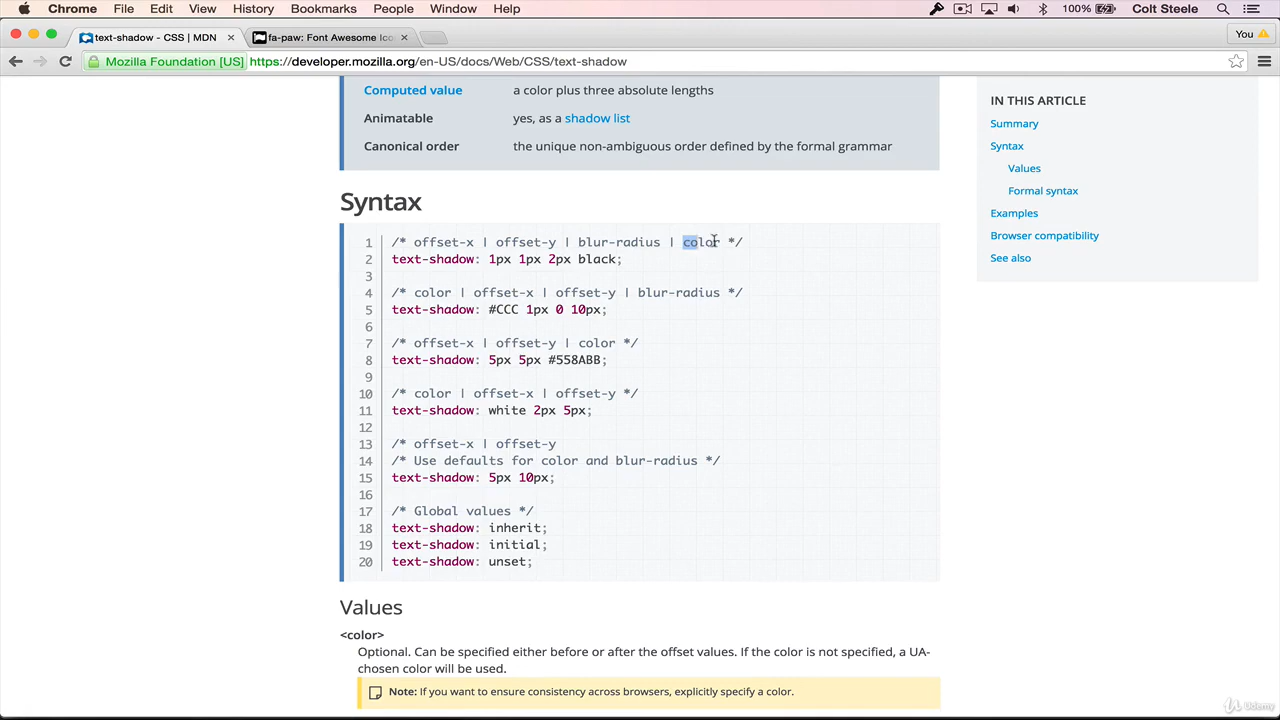 Chrome File Edit View History Bookmarks People Window Help 100% Colt Steele
text-shadow - CSS | MDN × fa-paw: Font Awesome Ico ×
You
Mozilla Foundation [US] https://developer.mozilla.org/en-US/docs/Web/CSS/text-shadow
Computed value a color plus three absolute lengths
Animatable yes, as a shadow list
Canonical order the unique non-ambiguous order defined by the formal grammar
Syntax
1 /* offset-x | offset-y | blur-radius | color */
2 text-shadow: 1px 1px 2px black;
3
4 /* color | offset-x | offset-y | blur-radius */
5 text-shadow: #CCC 1px 0 10px;
6
7 /* offset-x | offset-y | color */
8 text-shadow: 5px 5px #558ABB;
9
10 /* color | offset-x | offset-y */
11 text-shadow: white 2px 5px;
12
13 /* offset-x | offset-y
14 /* Use defaults for color and blur-radius */
15 text-shadow: 5px 10px;
16
17 /* Global values */
18 text-shadow: inherit;
19 text-shadow: initial;
20 text-shadow: unset;
Values
<color>
Optional. Can be specified either before or after the offset values. If the color is not specified, a UA-
chosen color will be used.
Note: If you want to ensure consistency across browsers, explicitly specify a color.
IN THIS ARTICLE
Summary
Syntax
Values
Formal syntax
Examples
Browser compatibility
See also
Udemy